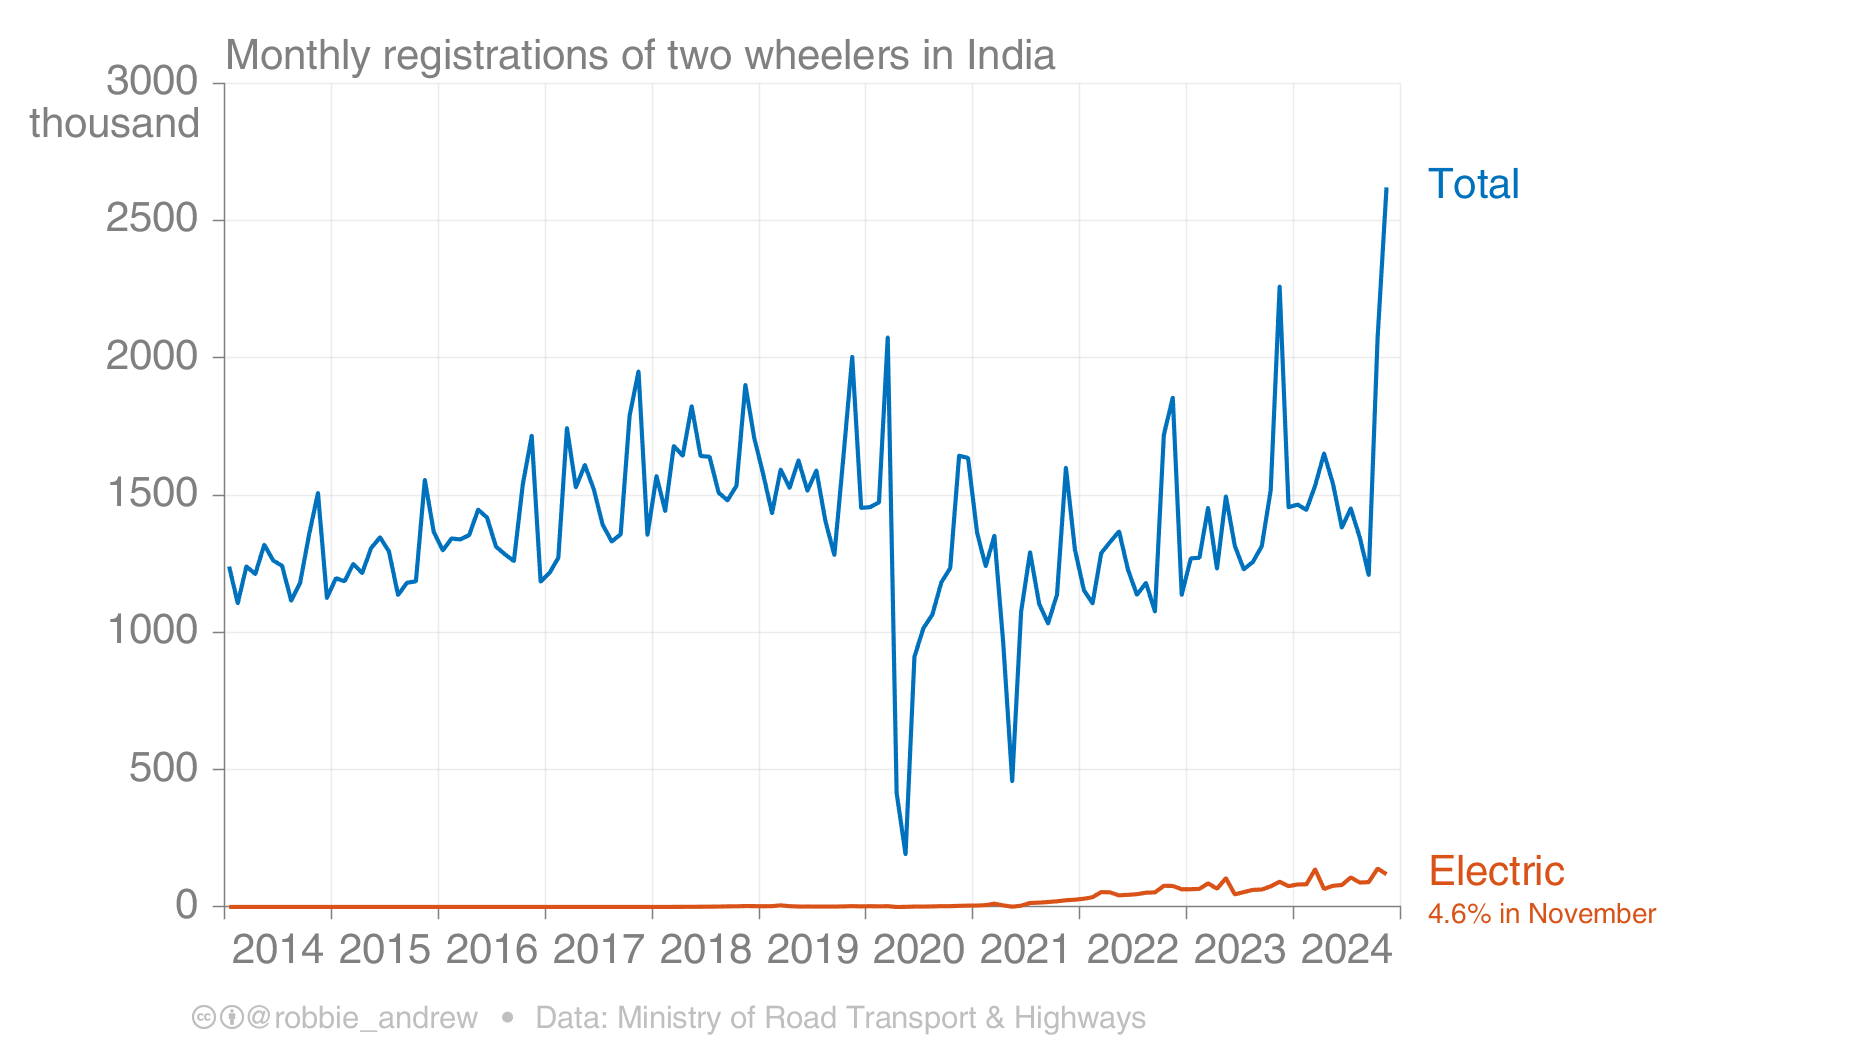 Monthly registrations of two wheelers in India
3000
thousand
2500
2000
1500
1000
500
0
2014 2015 2016 2017 2018 2019 2020 2021 2022 2023 2024
Total
Electric
4.6% in November
@robbie_andrew • Data: Ministry of Road Transport & Highways